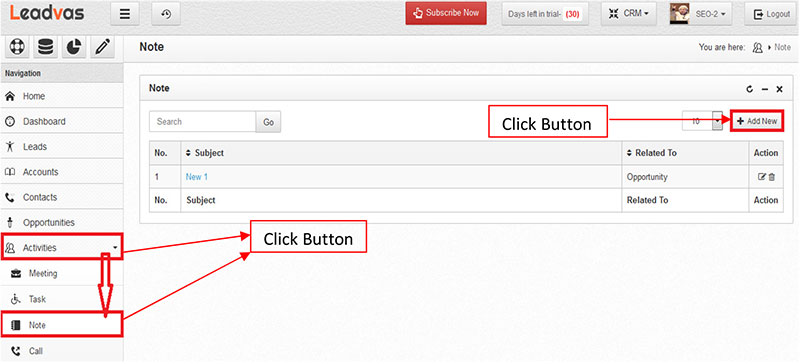 Leadvas
Subscribe Now
Days left in trial- (30)
CRM
SEO-2
Logout
Note
You are here:
Note
Navigation
Home
Dashboard
Leads
Accounts
Contacts
Opportunities
Activities
Meeting
Task
Note
Call
Note
Search
Go
Click Button
10
Add New
No. Subject Related To Action
1 New 1 Opportunity
No. Subject Related To Action
Click Button